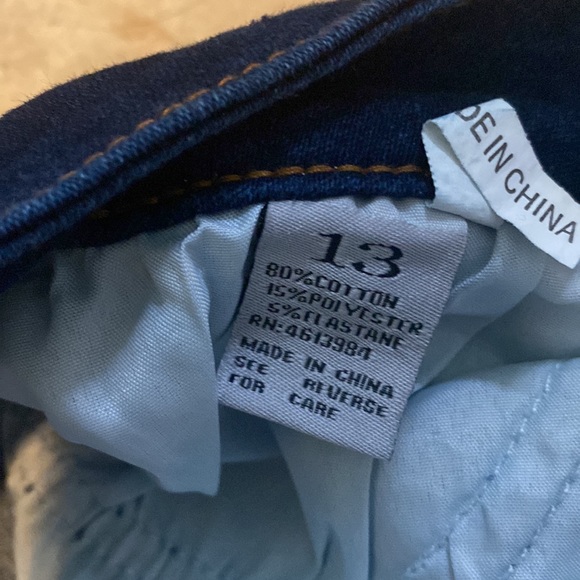 DE IN CHINA
13
80%COTTON
15%POLYESTER
5%ELASTANE
RN:4613984
MADE IN CHINA
SEE REVERSE
FOR CARE